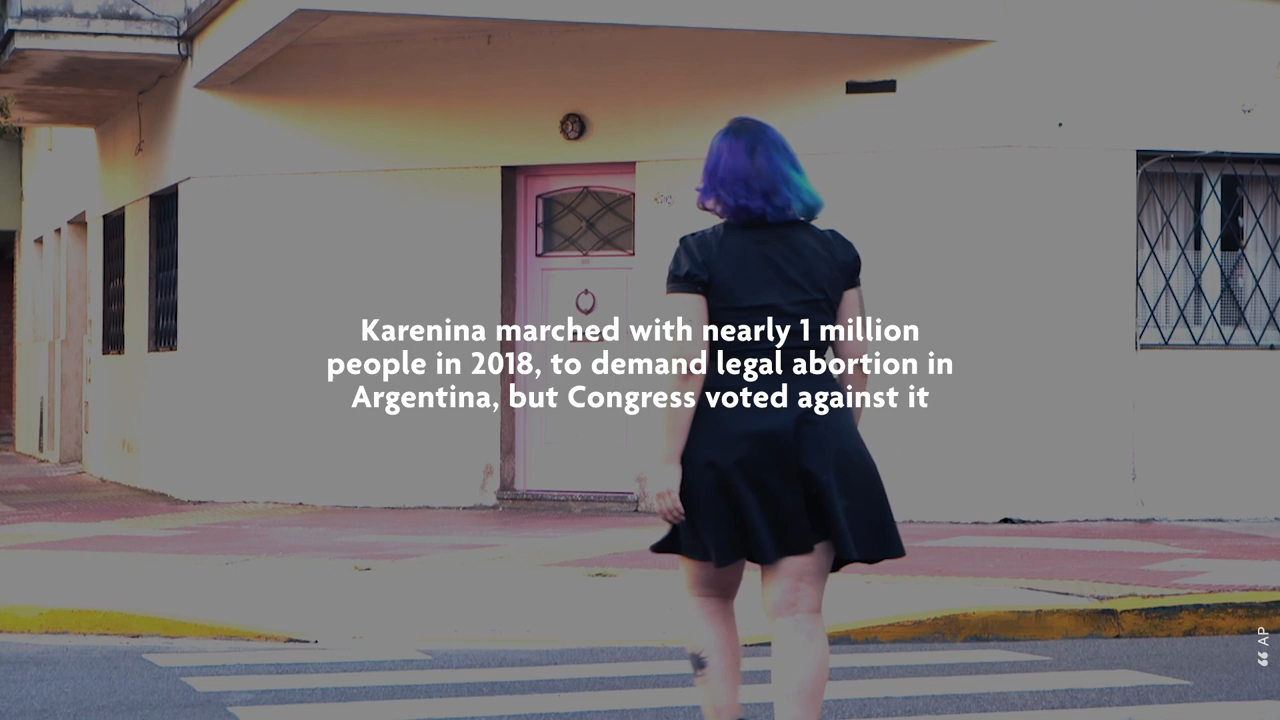 Karenina marched with nearly 1 million
people in 2018, to demand legal abortion in
Argentina, but Congress voted against it
AP